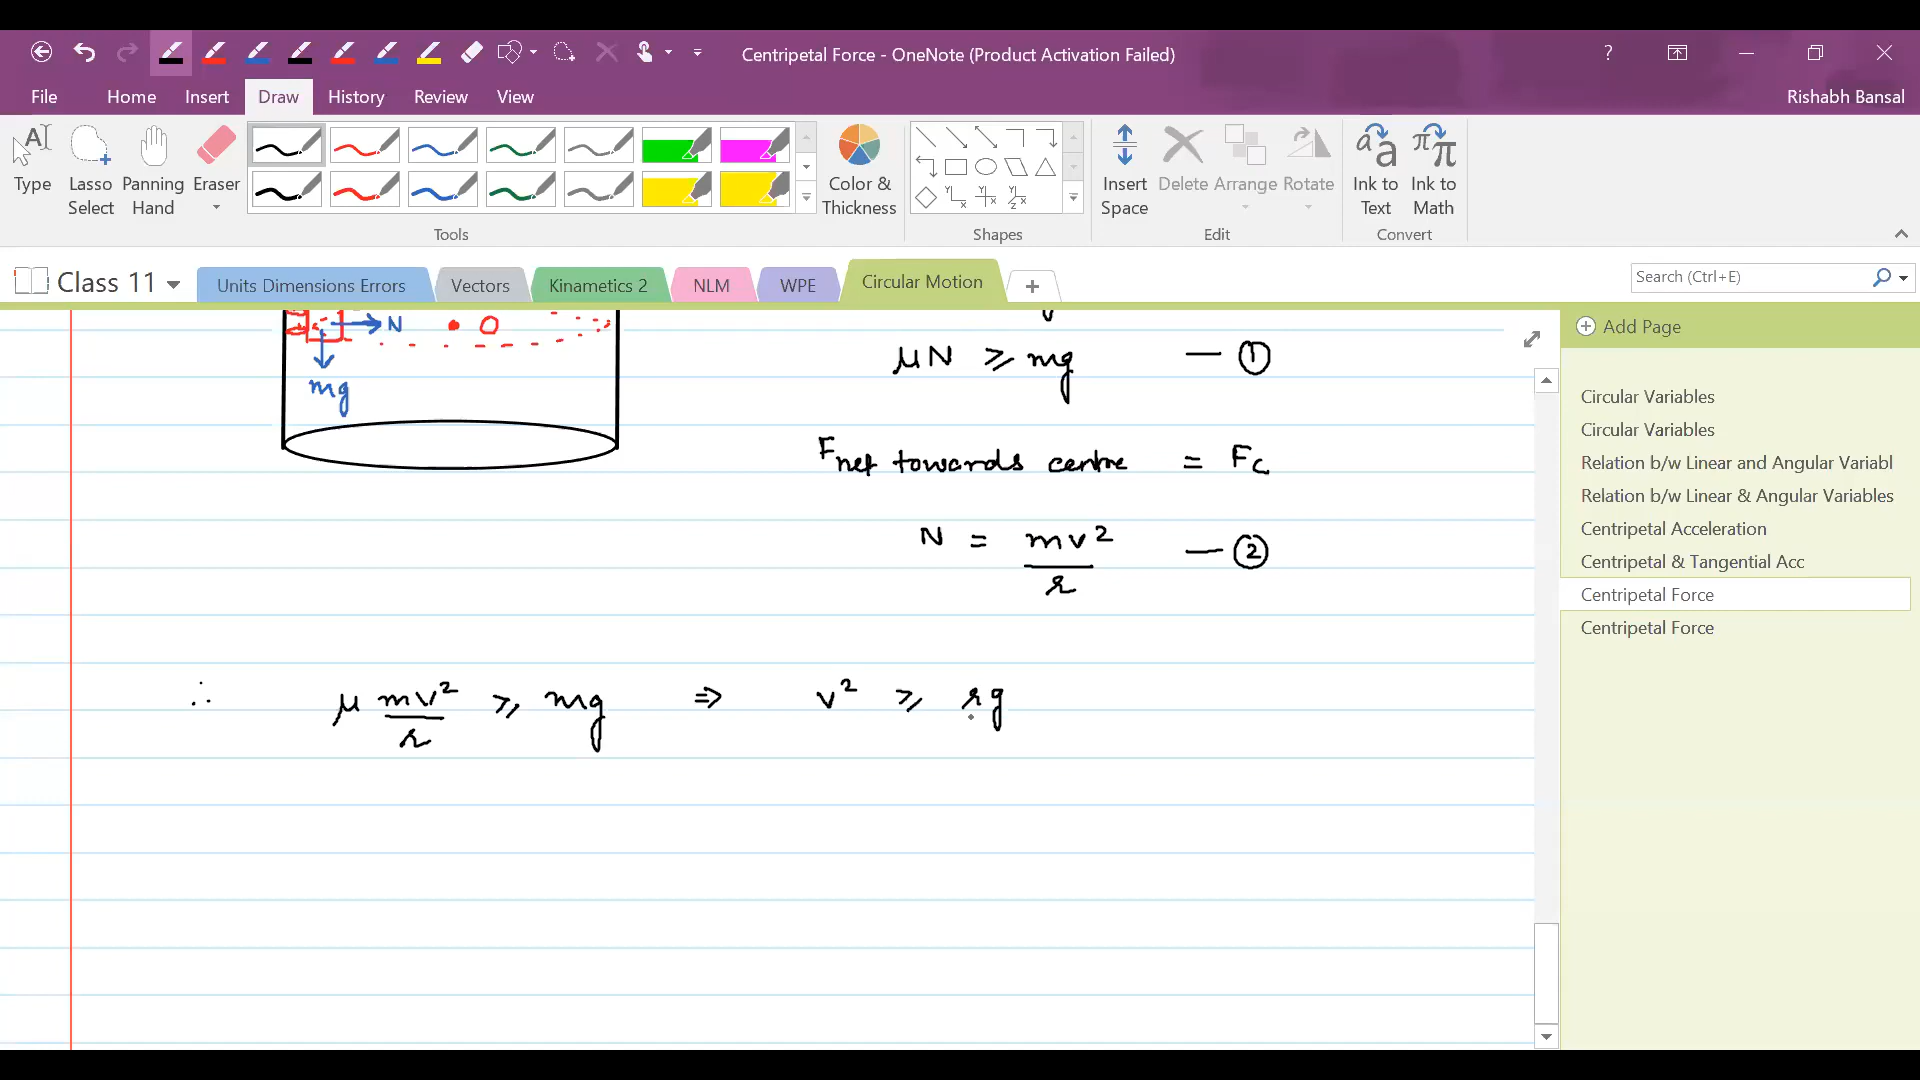 Centripetal Force - OneNote (Product Activation Failed)
?
File Home Insert Draw History Review View
Rishabh Bansal
Type
Lasso Select
Panning Hand
Eraser
Color & Thickness
Insert Space
Delete
Arrange
Rotate
Ink to Text
Ink to Math
Tools
Shapes
Edit
Convert
Class 11
Units Dimensions Errors
Vectors
Kinametics 2
NLM
WPE
Circular Motion
Search (Ctrl+E)
Add Page
Circular Variables
Circular Variables
Relation b/w Linear and Angular Variabl
Relation b/w Linear & Angular Variables
Centripetal Acceleration
Centripetal & Tangential Acc
Centripetal Force
Centripetal Force
N O
mg
μN ⩾ mg — ①
Fnet towards centre = Fc
N = mv²/r — ②
∴ μ mv²/r ⩾ mg ⇒ v² ⩾ rg